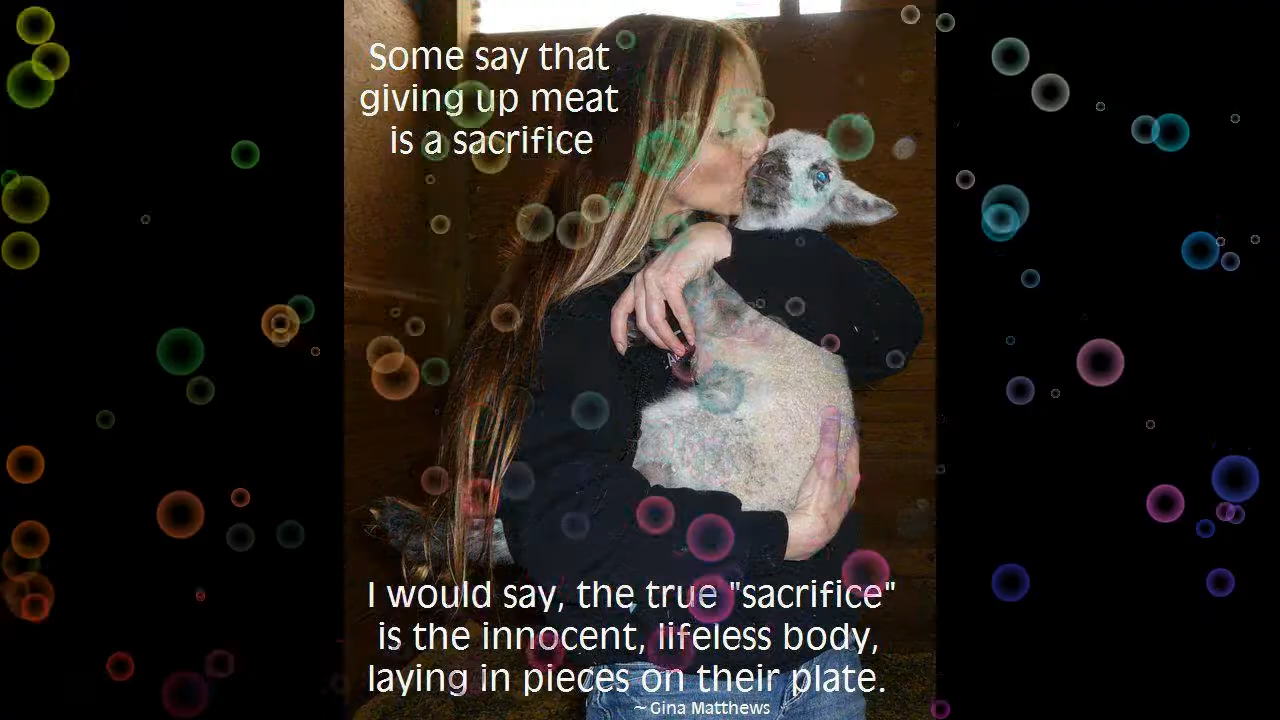 Some say that
giving up meat
is a sacrifice
I would say, the true "sacrifice"
is the innocent, lifeless body,
laying in pieces on their plate.
~ Gina Matthews